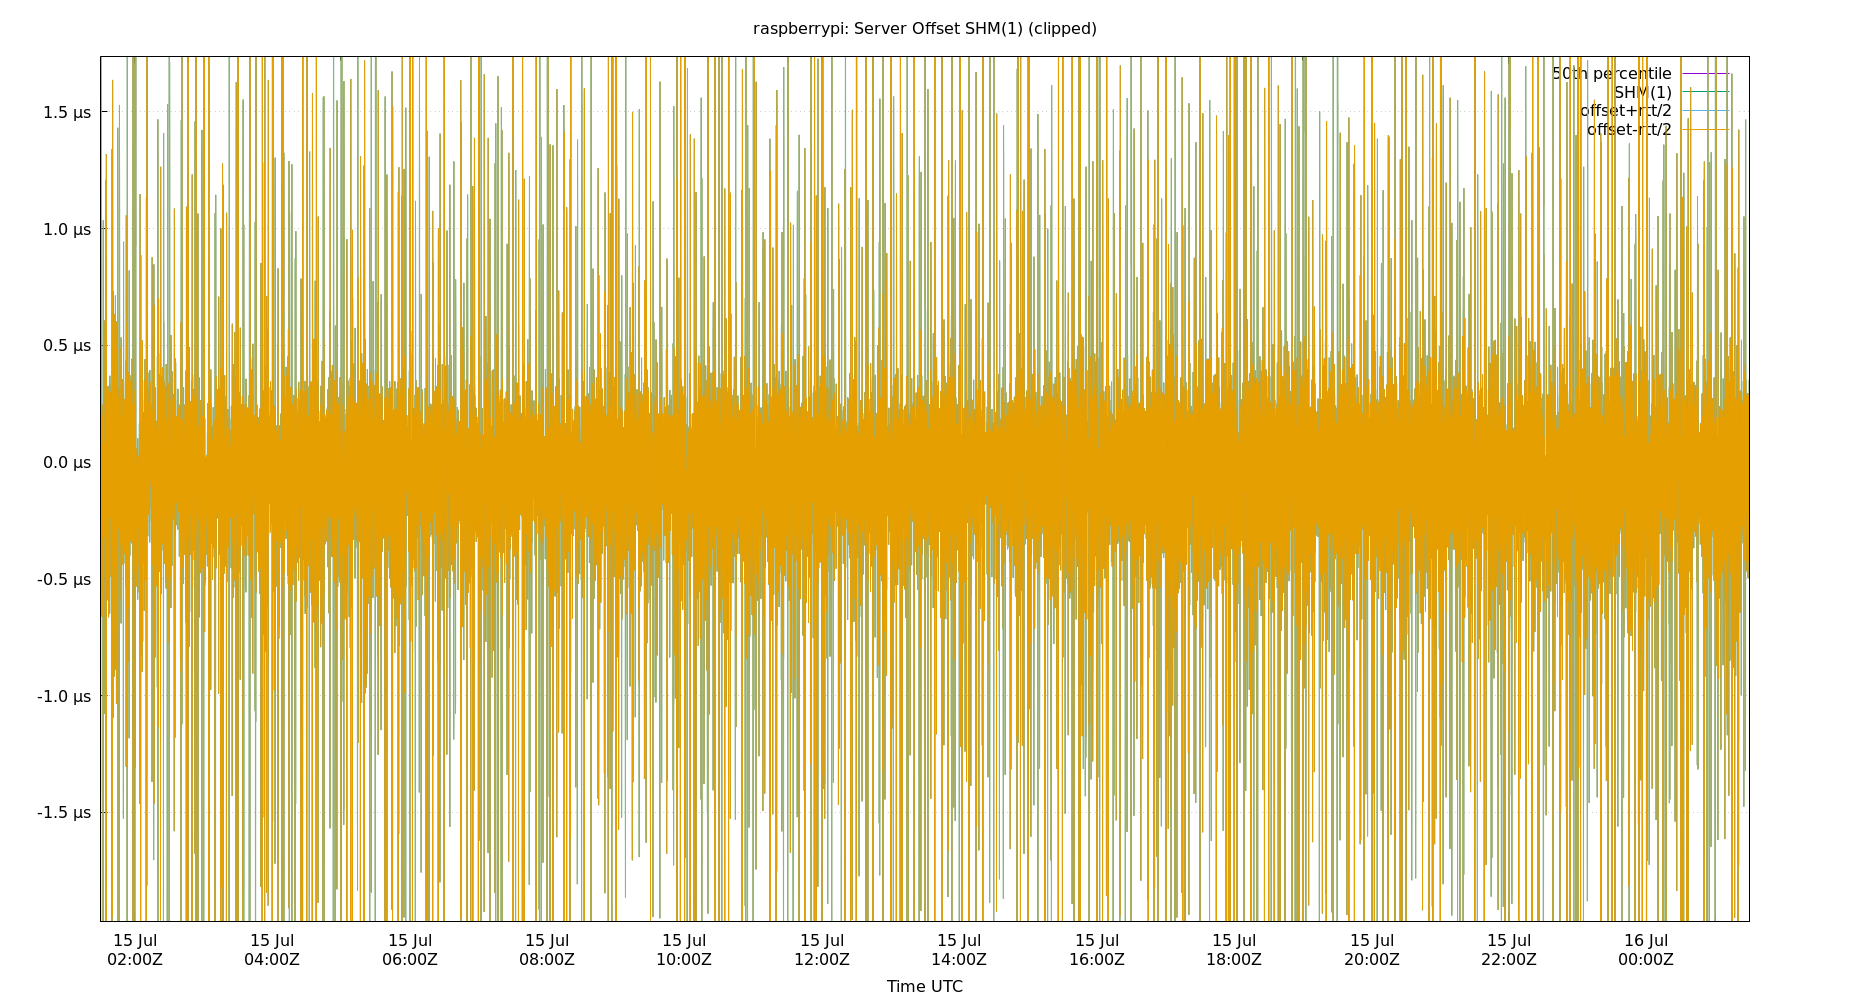 raspberrypi: Server Offset SHM(1) (clipped)
50th percentile
SHM(1)
offset+rtt/2
offset-rtt/2
1.5 µs
1.0 µs
0.5 µs
0.0 µs
-0.5 µs
-1.0 µs
-1.5 µs
15 Jul 15 Jul 15 Jul 15 Jul 15 Jul 15 Jul 15 Jul 15 Jul 15 Jul 15 Jul 15 Jul 16 Jul
02:00Z 04:00Z 06:00Z 08:00Z 10:00Z 12:00Z 14:00Z 16:00Z 18:00Z 20:00Z 22:00Z 00:00Z
Time UTC